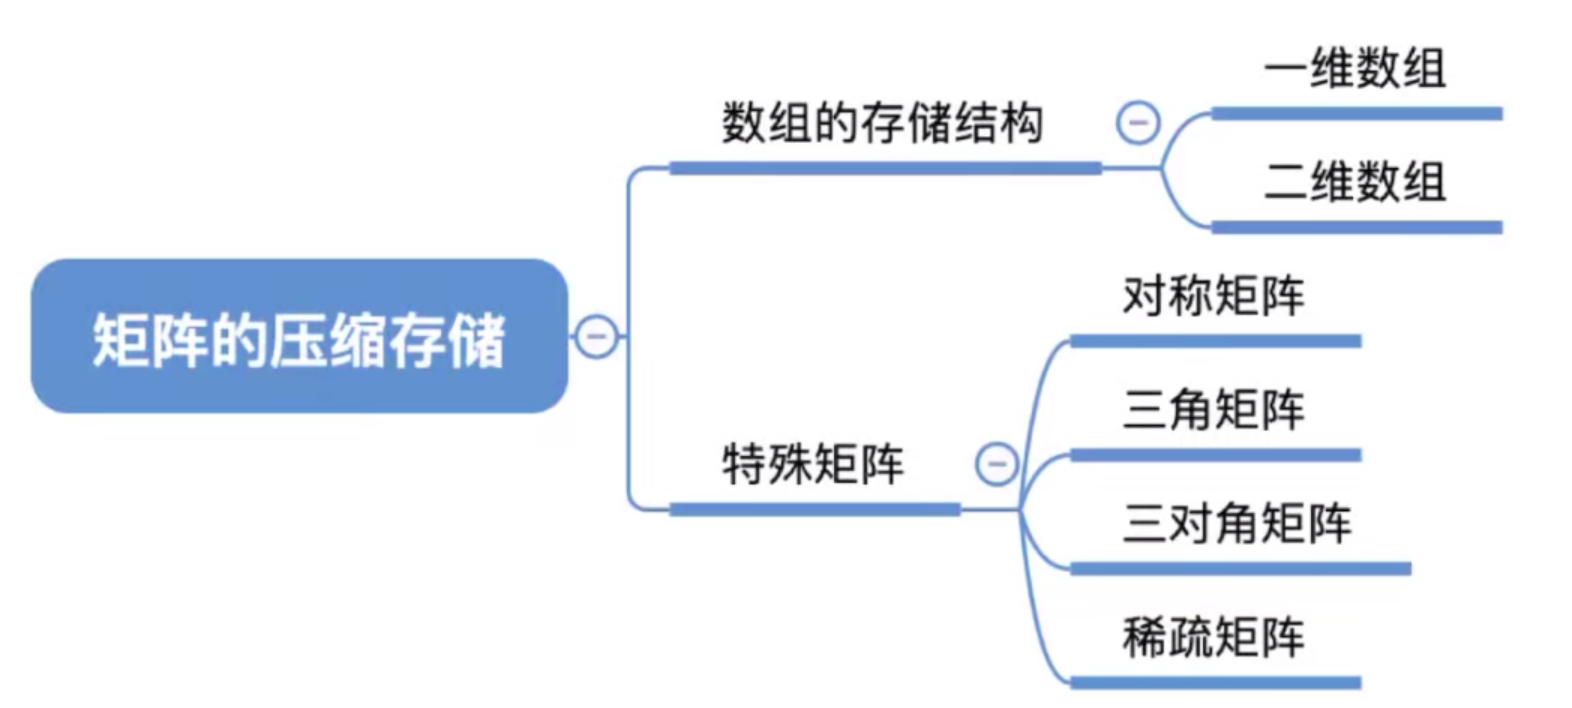 矩阵的压缩存储
数组的存储结构
一维数组
二维数组
特殊矩阵
对称矩阵
三角矩阵
三对角矩阵
稀疏矩阵